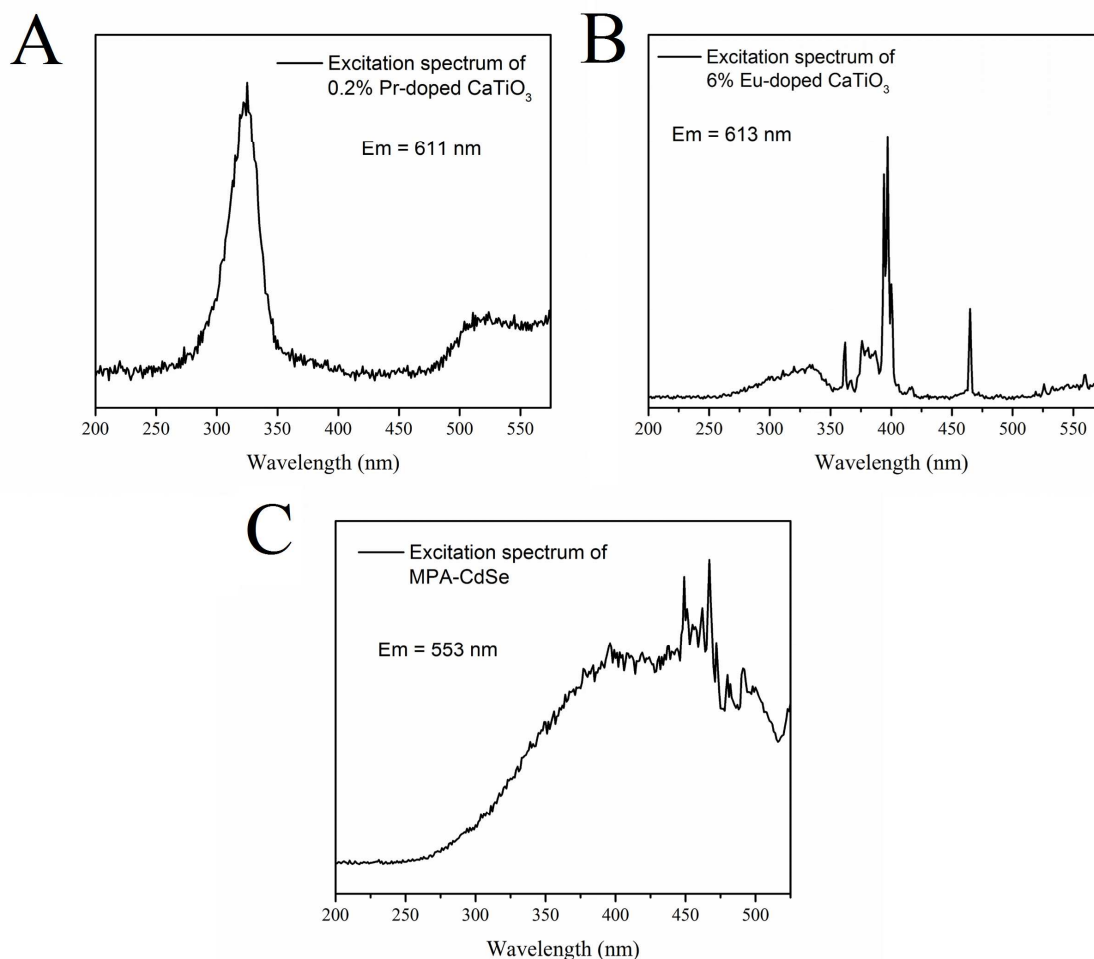 A
Excitation spectrum of
0.2% Pr-doped CaTiO₃
Em = 611 nm
200 250 300 350 400 450 500 550
Wavelength (nm)
B
Excitation spectrum of
6% Eu-doped CaTiO₃
Em = 613 nm
200 250 300 350 400 450 500 550
Wavelength (nm)
C
Excitation spectrum of
MPA-CdSe
Em = 553 nm
200 250 300 350 400 450 500
Wavelength (nm)